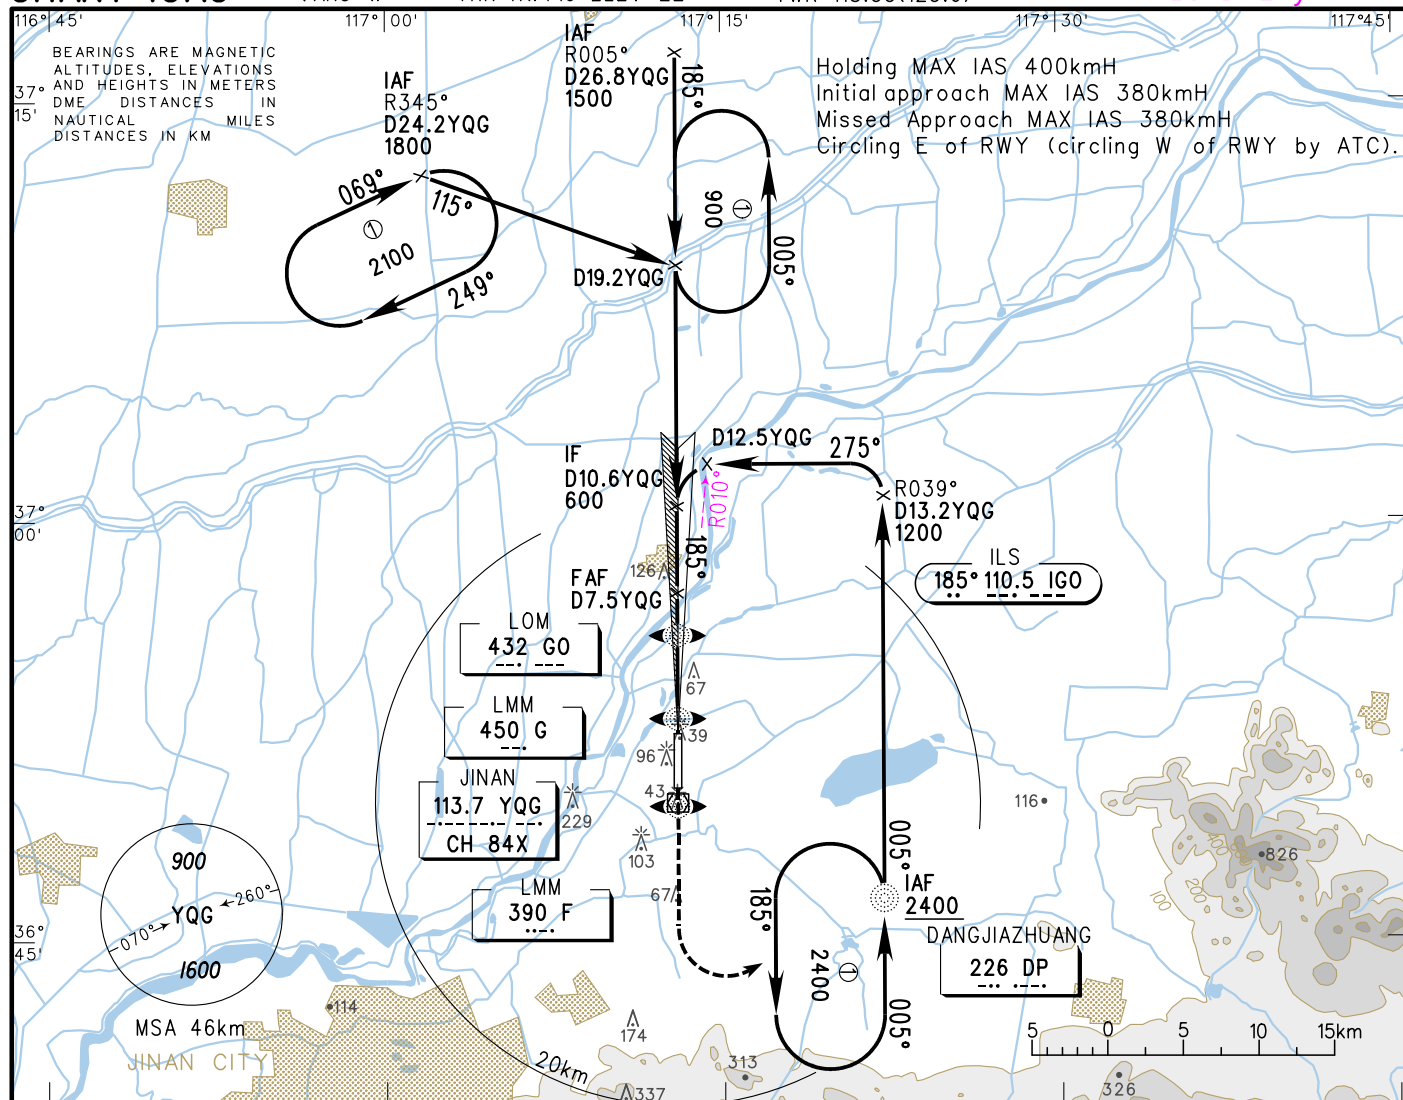 116°45'
117°00'
117°15'
117°30'
117°45'
BEARINGS ARE MAGNETIC
ALTITUDES, ELEVATIONS
AND HEIGHTS IN METERS
DME DISTANCES IN
NAUTICAL MILES
DISTANCES IN KM
37°
15'
IAF
R345°
D24.2YQG
1800
IAF
R005°
D26.8YQG
1500
185°
Holding MAX IAS 400kmH
Initial approach MAX IAS 380kmH
Missed Approach MAX IAS 380kmH
Circling E of RWY (circling W of RWY by ATC).
069°
115°
①
2100
249°
①
900
005°
D19.2YQG
D12.5YQG
275°
IF
D10.6YQG
600
R010°
R039°
D13.2YQG
1200
37°
00'
185°
ILS
185° 110.5 IGO
126
FAF
D7.5YQG
LOM
432 GO
67
LMM
450 G
39
96
JINAN
113.7 YQG
CH 84X
43
229
116
103
005°
826
100
200
400
LMM
390 F
67
185°
IAF
2400
900
YQG
260°
070°
1600
36°
45'
DANGJIAZHUANG
226 DP
①
2400
005°
114
MSA 46km
JINAN CITY
174
20km
313
337
326
5 0 5 10 15km